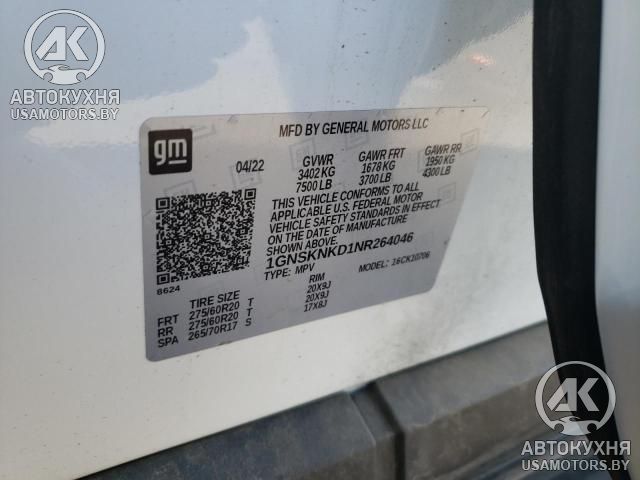 AK
АВТОКУХНЯ
USAMOTORS.BY
gm
MFD BY GENERAL MOTORS LLC
04/22 GVWR GAWR FRT GAWR RR
3402 KG 1678 KG 1950 KG
7500 LB 3700 LB 4300 LB
THIS VEHICLE CONFORMS TO ALL
APPLICABLE U.S. FEDERAL MOTOR
VEHICLE SAFETY STANDARDS IN EFFECT
ON THE DATE OF MANUFACTURE
SHOWN ABOVE.
1GNSKNKD1NR264046
TYPE: MPV MODEL: 16CK10706
8624
TIRE SIZE RIM
FRT 275/60R20 T 20X9J
RR 275/60R20 T 20X9J
SPA 265/70R17 S 17X8J
AK
АВТОКУХНЯ
USAMOTORS.BY